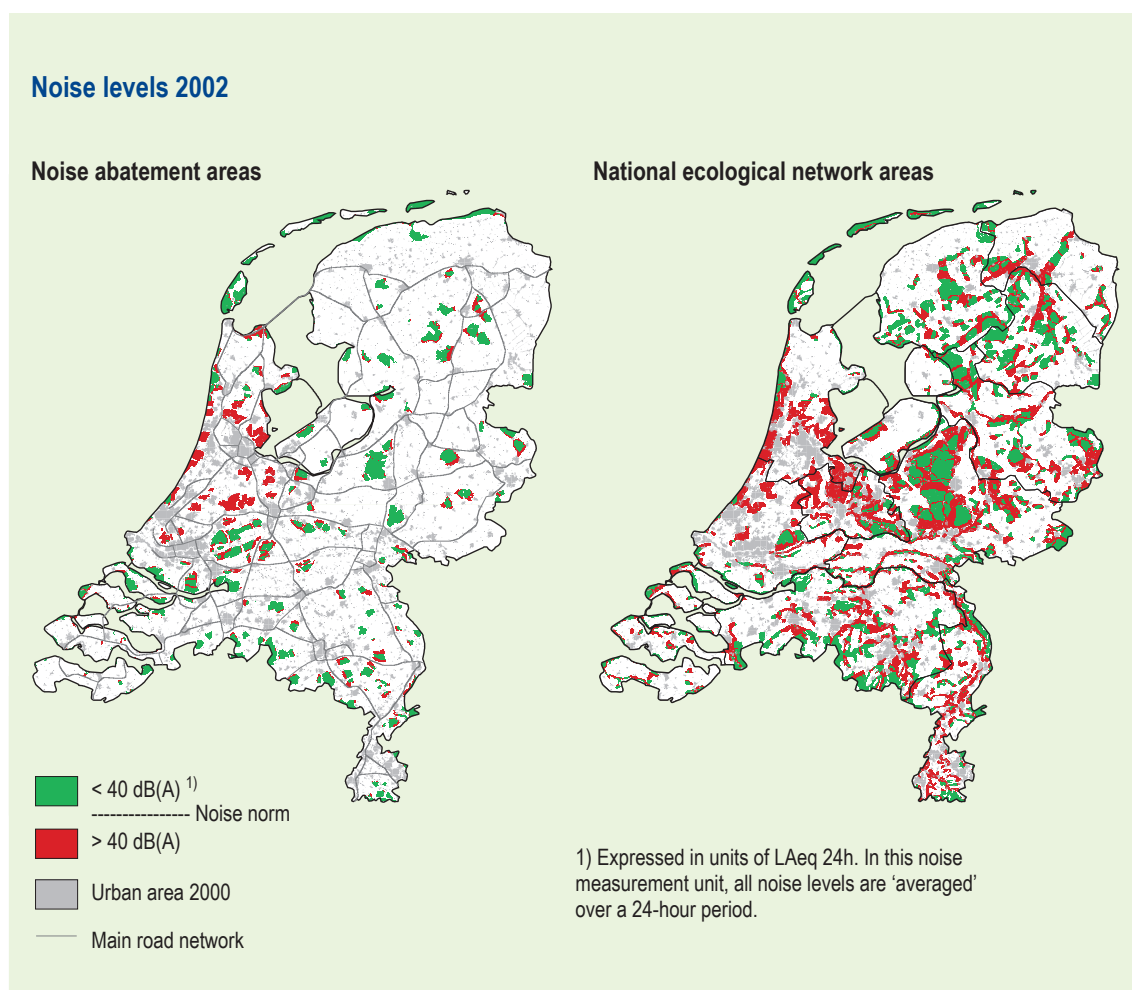 Noise levels 2002
Noise abatement areas
National ecological network areas
< 40 dB(A) 1)
---------------- Noise norm
> 40 dB(A)
Urban area 2000
Main road network
1) Expressed in units of LAeq 24h. In this noise
measurement unit, all noise levels are ‘averaged’
over a 24-hour period.